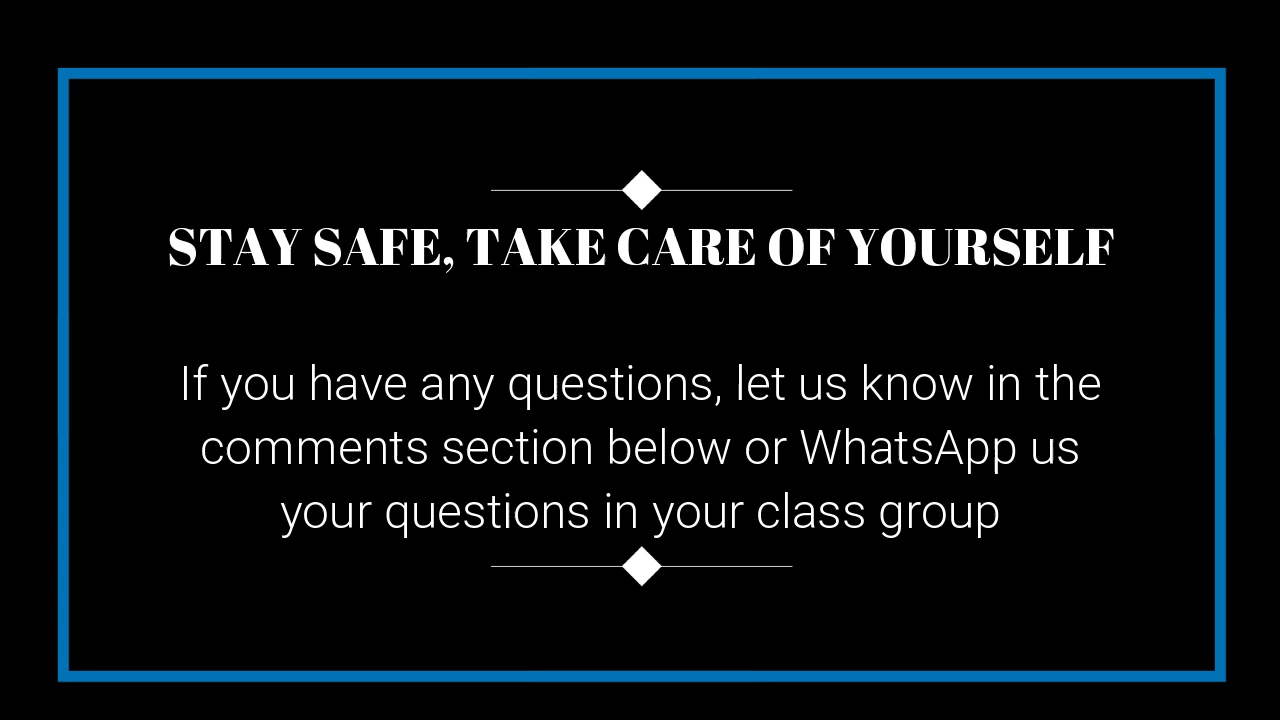 STAY SAFE, TAKE CARE OF YOURSELF
If you have any questions, let us know in the
comments section below or WhatsApp us
your questions in your class group